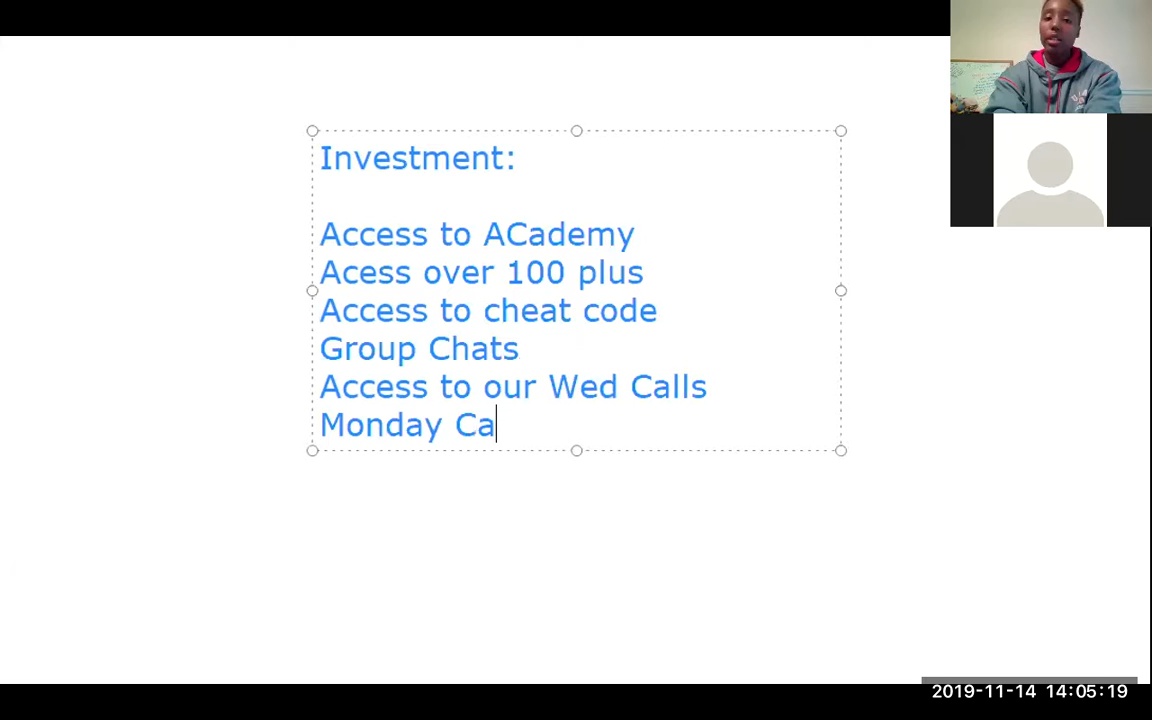 Investment:
Access to ACademy
Acess over 100 plus
Access to cheat code
Group Chats
Access to our Wed Calls
Monday Ca
2019-11-14 14:05:19